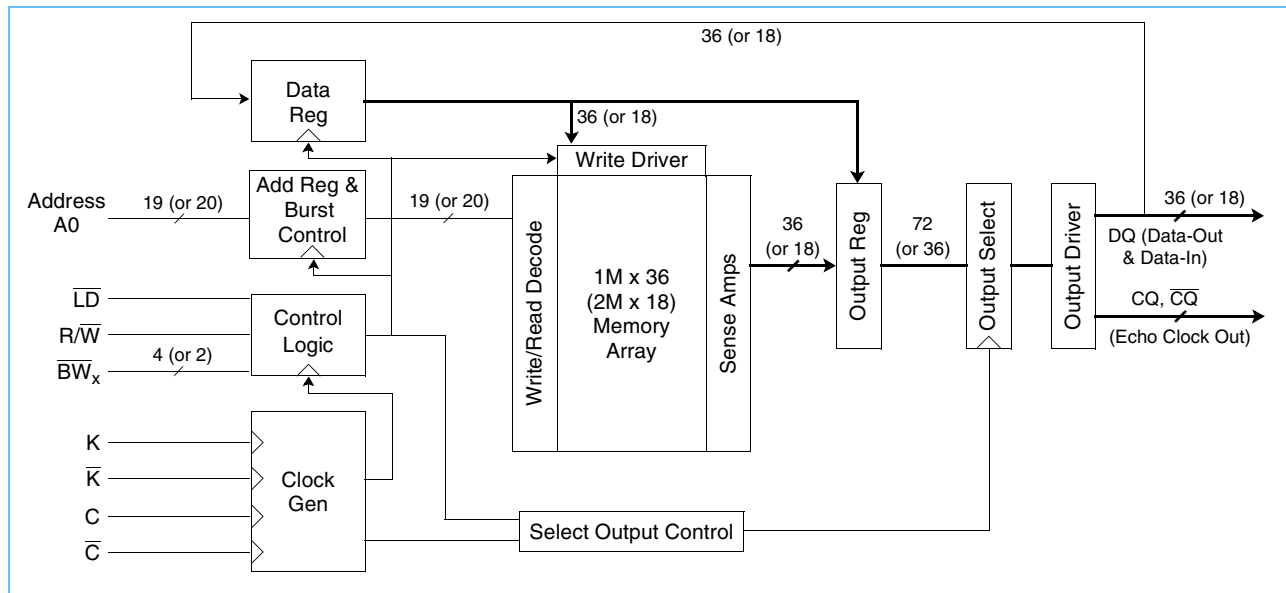 36 (or 18)
Data
Reg
36 (or 18)
Write Driver
Address
A0
19 (or 20)
Add Reg &
Burst
Control
19 (or 20)
Write/Read Decode
1M x 36
(2M x 18)
Memory
Array
Sense Amps
36
(or 18)
Output Reg
72
(or 36)
Output Select
Output Driver
36 (or 18)
DQ (Data-Out
& Data-In)
CQ, C̅Q̅
(Echo Clock Out)
L̅D̅
R/W̅
B̅W̅ₓ
4 (or 2)
Control
Logic
K
K̅
C
C̅
Clock
Gen
Select Output Control